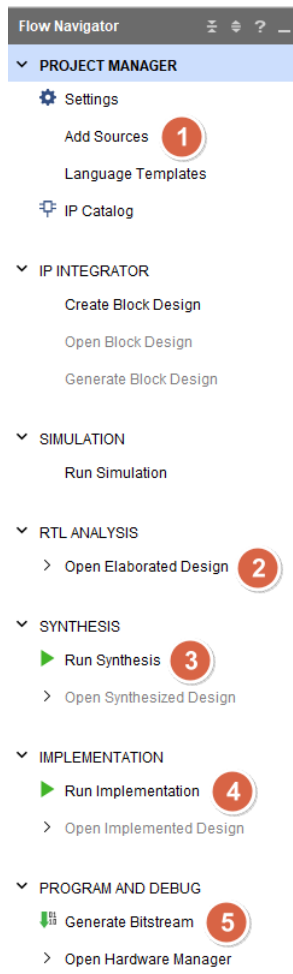 Flow Navigator ?
PROJECT MANAGER
Settings
Add Sources 1
Language Templates
IP Catalog
IP INTEGRATOR
Create Block Design
Open Block Design
Generate Block Design
SIMULATION
Run Simulation
RTL ANALYSIS
Open Elaborated Design 2
SYNTHESIS
Run Synthesis 3
Open Synthesized Design
IMPLEMENTATION
Run Implementation 4
Open Implemented Design
PROGRAM AND DEBUG
Generate Bitstream 5
Open Hardware Manager